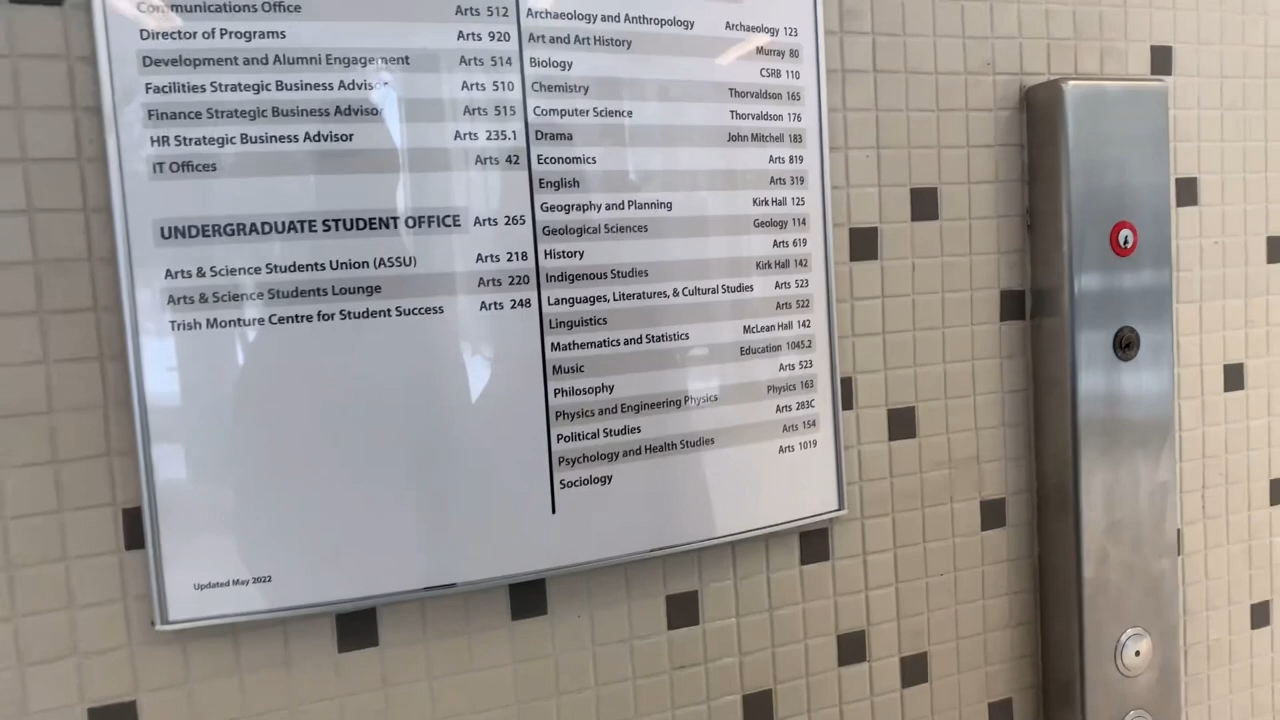 Communications Office Arts 512
Director of Programs Arts 920
Development and Alumni Engagement Arts 514
Facilities Strategic Business Advisor Arts 510
Finance Strategic Business Advisor Arts 515
HR Strategic Business Advisor Arts 235.1
IT Offices Arts 42
UNDERGRADUATE STUDENT OFFICE Arts 265
Arts & Science Students Union (ASSU) Arts 218
Arts & Science Students Lounge Arts 220
Trish Monture Centre for Student Success Arts 248
Updated May 2022
Archaeology and Anthropology Archaeology 123
Art and Art History Murray 80
Biology CSRB 110
Chemistry Thorvaldson 165
Computer Science Thorvaldson 176
Drama John Mitchell 183
Economics Arts 819
English Arts 319
Geography and Planning Kirk Hall 125
Geological Sciences Geology 114
History Arts 619
Indigenous Studies Kirk Hall 142
Languages, Literatures, & Cultural Studies Arts 523
Linguistics Arts 522
Mathematics and Statistics McLean Hall 142
Music Education 1045.2
Philosophy Arts 523
Physics and Engineering Physics Physics 163
Political Studies Arts 283C
Psychology and Health Studies Arts 154
Sociology Arts 1019